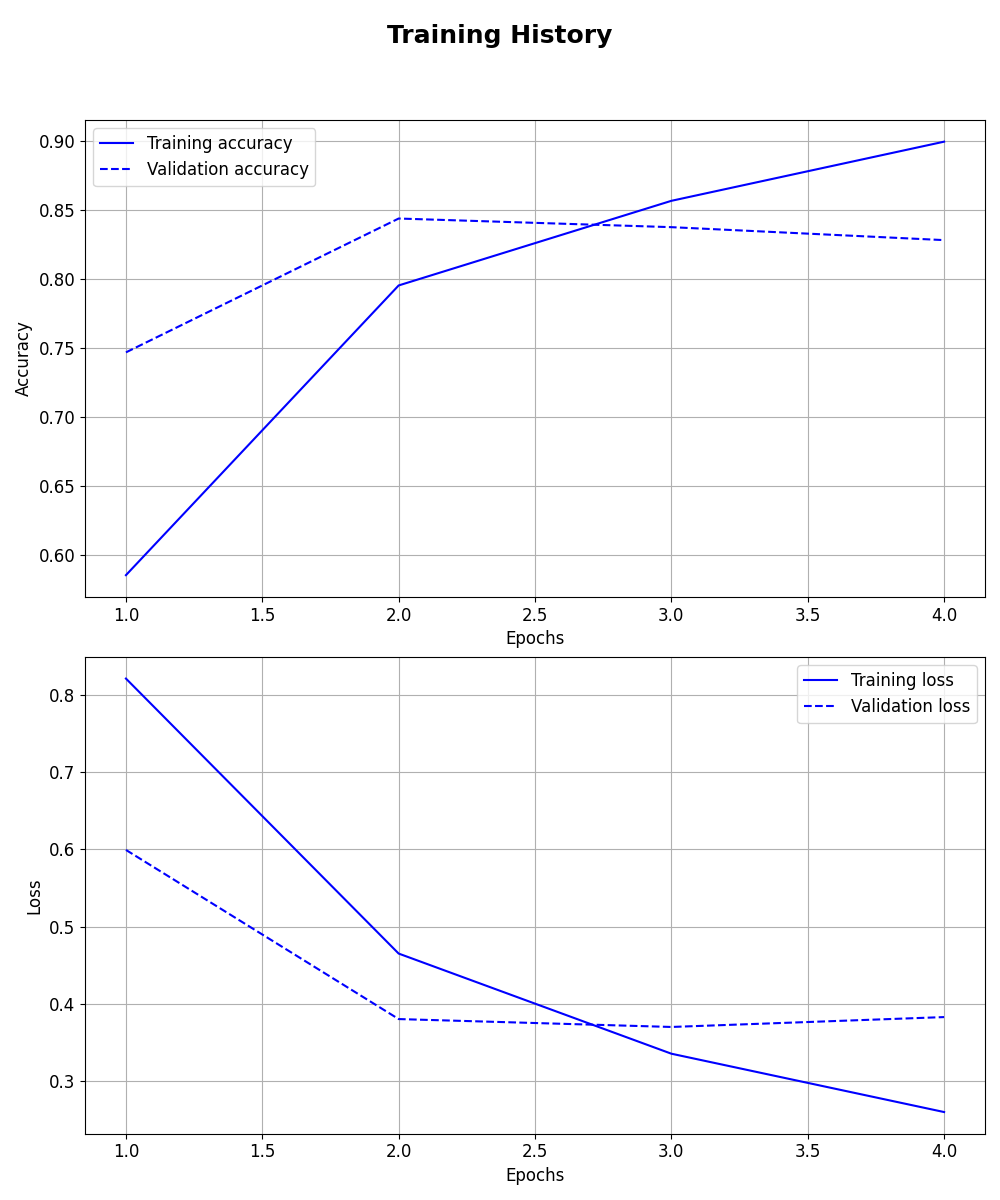 Training History
Training accuracy
Validation accuracy
0.90
0.85
0.80
0.75
0.70
0.65
0.60
Accuracy
1.0 1.5 2.0 2.5 3.0 3.5 4.0
Epochs
Training loss
Validation loss
0.8
0.7
0.6
0.5
0.4
0.3
Loss
1.0 1.5 2.0 2.5 3.0 3.5 4.0
Epochs